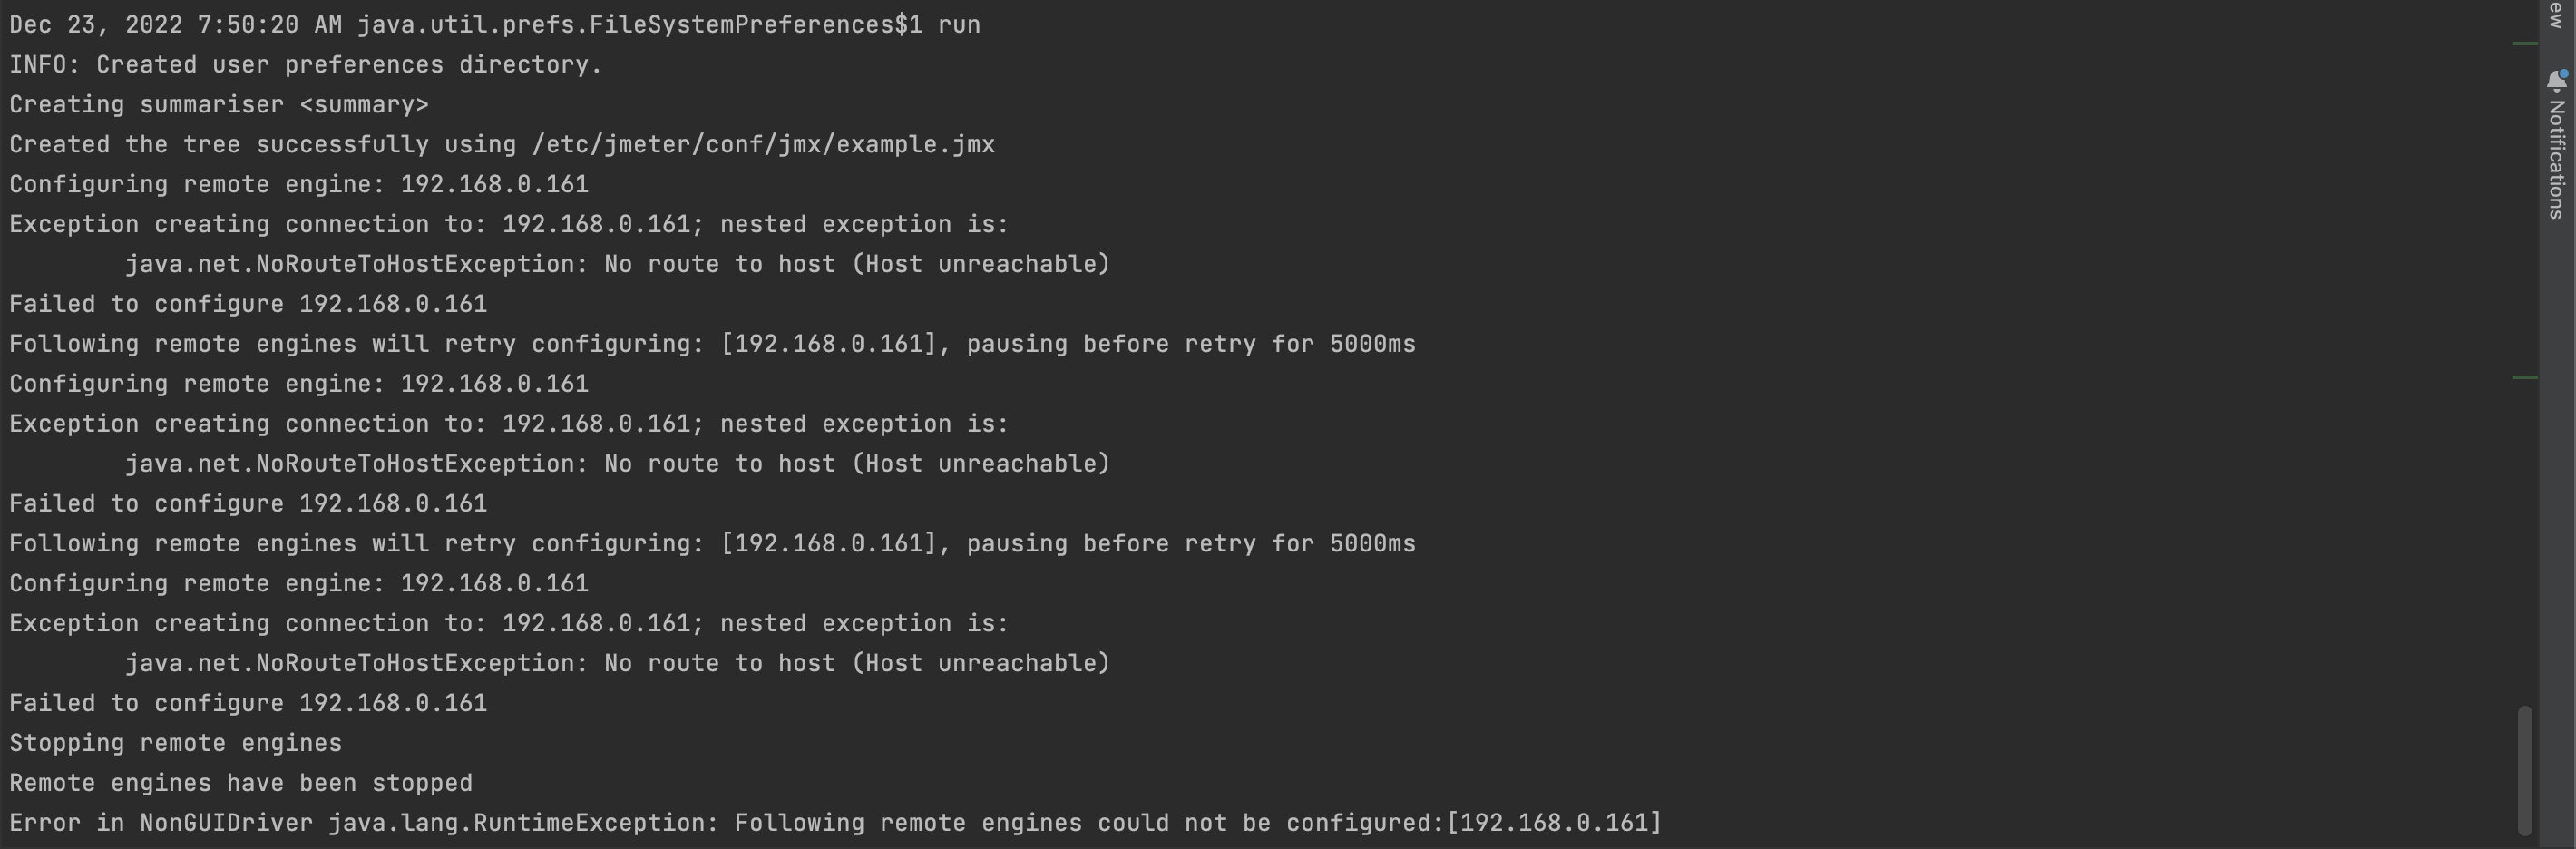 Dec 23, 2022 7:50:20 AM java.util.prefs.FileSystemPreferences$1 run
INFO: Created user preferences directory.
Creating summariser <summary>
Created the tree successfully using /etc/jmeter/conf/jmx/example.jmx
Configuring remote engine: 192.168.0.161
Exception creating connection to: 192.168.0.161; nested exception is:
        java.net.NoRouteToHostException: No route to host (Host unreachable)
Failed to configure 192.168.0.161
Following remote engines will retry configuring: [192.168.0.161], pausing before retry for 5000ms
Configuring remote engine: 192.168.0.161
Exception creating connection to: 192.168.0.161; nested exception is:
        java.net.NoRouteToHostException: No route to host (Host unreachable)
Failed to configure 192.168.0.161
Following remote engines will retry configuring: [192.168.0.161], pausing before retry for 5000ms
Configuring remote engine: 192.168.0.161
Exception creating connection to: 192.168.0.161; nested exception is:
        java.net.NoRouteToHostException: No route to host (Host unreachable)
Failed to configure 192.168.0.161
Stopping remote engines
Remote engines have been stopped
Error in NonGUIDriver java.lang.RuntimeException: Following remote engines could not be configured:[192.168.0.161]
ew
Notifications